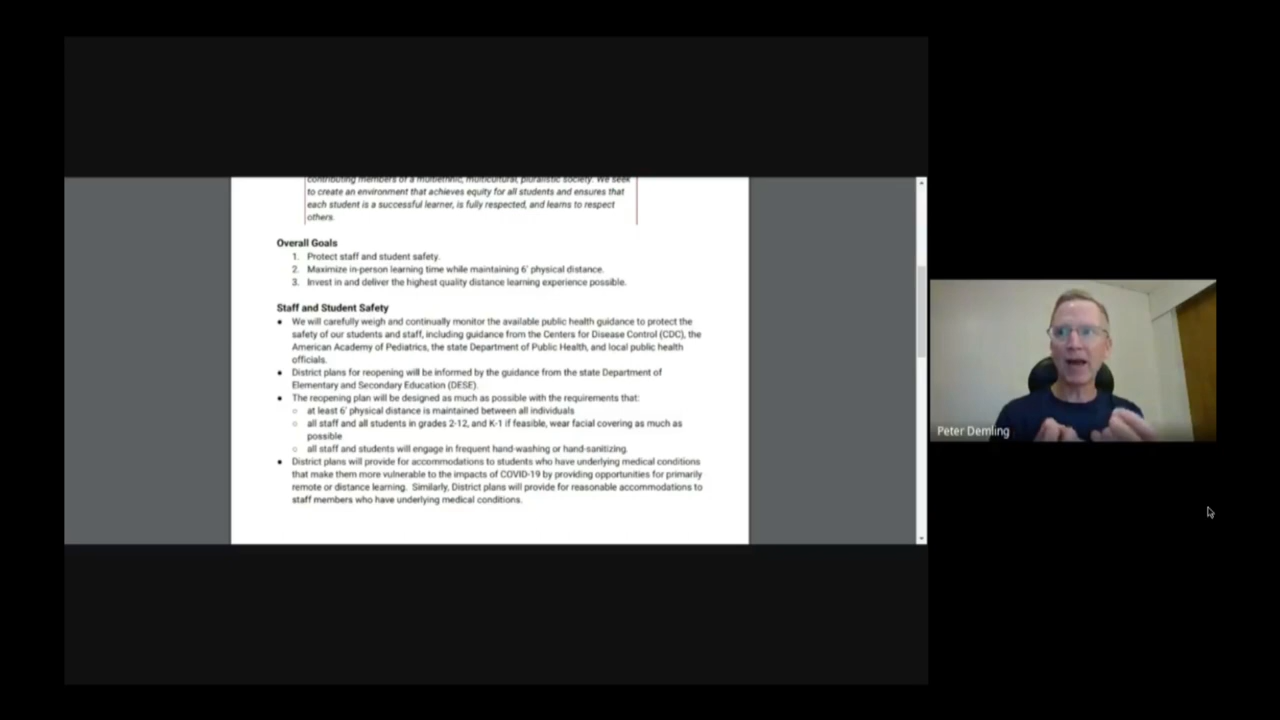 contributing members of a multiethnic, multicultural, pluralistic society. We seek
to create an environment that achieves equity for all students and ensures that
each student is a successful learner, is fully respected, and learns to respect
others.
Overall Goals
1. Protect staff and student safety.
2. Maximize in-person learning time while maintaining 6' physical distance.
3. Invest in and deliver the highest quality distance learning experience possible.
Staff and Student Safety
● We will carefully weigh and continually monitor the available public health guidance to protect the
safety of our students and staff, including guidance from the Centers for Disease Control (CDC), the
American Academy of Pediatrics, the state Department of Public Health, and local public health
officials.
● District plans for reopening will be informed by the guidance from the state Department of
Elementary and Secondary Education (DESE).
● The reopening plan will be designed as much as possible with the requirements that:
○ at least 6' physical distance is maintained between all individuals
○ all staff and all students in grades 2-12, and K-1 if feasible, wear facial covering as much as
possible
○ all staff and students will engage in frequent hand-washing or hand-sanitizing.
● District plans will provide for accommodations to students who have underlying medical conditions
that make them more vulnerable to the impacts of COVID-19 by providing opportunities for primarily
remote or distance learning. Similarly, District plans will provide for reasonable accommodations to
staff members who have underlying medical conditions.
Peter Demling